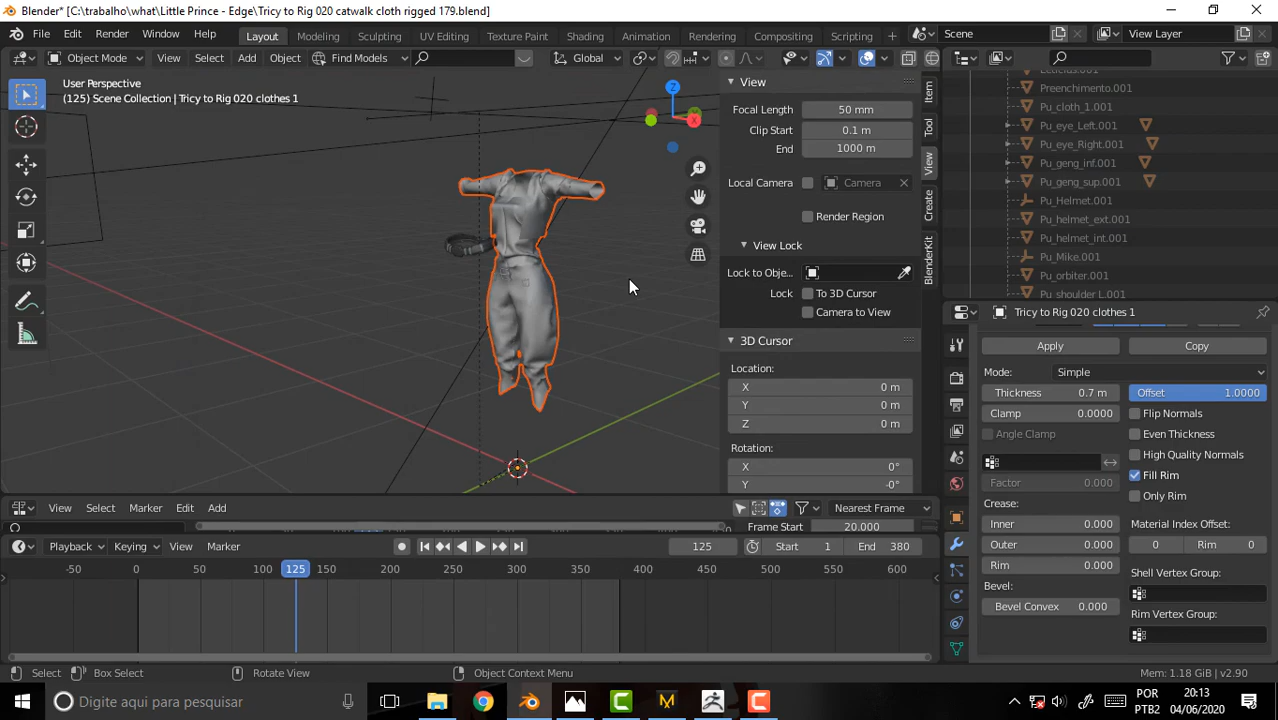 Blender* [C:\trabalho\what\Little Prince - Edge\Tricy to Rig 020 catwalk cloth rigged 179.blend]
File Edit Render Window Help Layout Modeling Sculpting UV Editing Texture Paint Shading Animation Rendering Compositing Scripting + Scene View Layer
Object Mode View Select Add Object Find Models Global
User Perspective
(125) Scene Collection | Tricy to Rig 020 clothes 1
Z
X
View
Focal Length 50 mm
Clip Start 0.1 m
End 1000 m
Local Camera Camera
Render Region
View Lock
Lock to Obje...
Lock To 3D Cursor
Camera to View
3D Cursor
Location:
X 0 m
Y 0 m
Z 0 m
Rotation:
X 0°
Y -0°
Item
Tool
View
Create
BlenderKit
Preenchimento.001
Pu_cloth_1.001
Pu_eye_Left.001
Pu_eye_Right.001
Pu_geng_inf.001
Pu_geng_sup.001
Pu_Helmet.001
Pu_helmet_ext.001
Pu_helmet_int.001
Pu_Mike.001
Pu_orbiter.001
Pu_shoulder L.001
Tricy to Rig 020 clothes 1
Apply Copy
Mode: Simple
Thickness 0.7 m Offset 1.0000
Clamp 0.0000 Flip Normals
Angle Clamp Even Thickness
High Quality Normals
Factor 0.000 Fill Rim
Only Rim
Crease:
Inner 0.000 Material Index Offset:
Outer 0.000 0 Rim 0
Rim 0.000
Shell Vertex Group:
Bevel:
Bevel Convex 0.000
Rim Vertex Group:
View Select Marker Edit Add Nearest Frame
Frame Start 20.000
Playback Keying View Marker 125 Start 1 End 380
-50 0 50 100 125 150 200 250 300 350 400 450 500 550 600
Select Box Select Rotate View Object Context Menu Mem: 1.18 GiB | v2.90
Digite aqui para pesquisar
POR
PTB2
20:13
04/06/2020